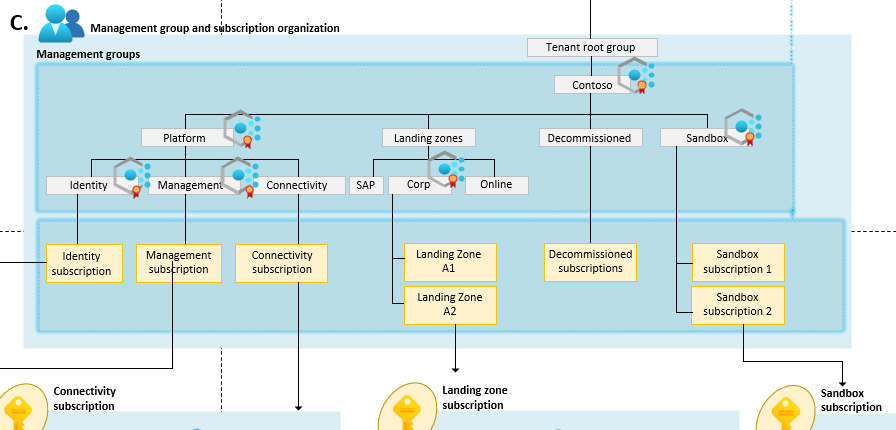 C.
Management group and subscription organization
Management groups
Tenant root group
Contoso
Platform
Landing zones
Decommissioned
Sandbox
Identity
Management
Connectivity
SAP
Corp
Online
Identity
subscription
Management
subscription
Connectivity
subscription
Landing Zone
A1
Decommissioned
subscriptions
Sandbox
subscription 1
Landing Zone
A2
Sandbox
subscription 2
Connectivity
subscription
Landing zone
subscription
Sandbox
subscription